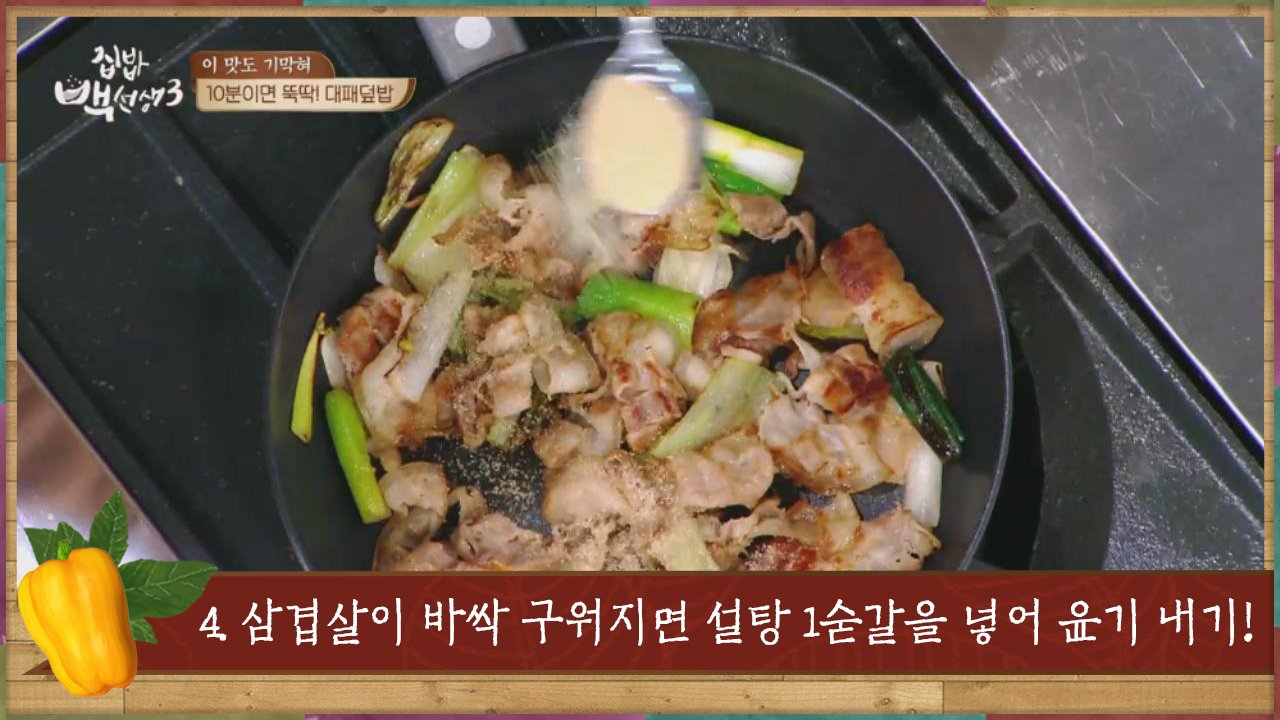 집밥
백선생3
이 맛도 기막혀
10분이면 뚝딱! 대패덮밥
4. 삼겹살이 바싹 구워지면 설탕 1숟갈을 넣어 윤기 내기!